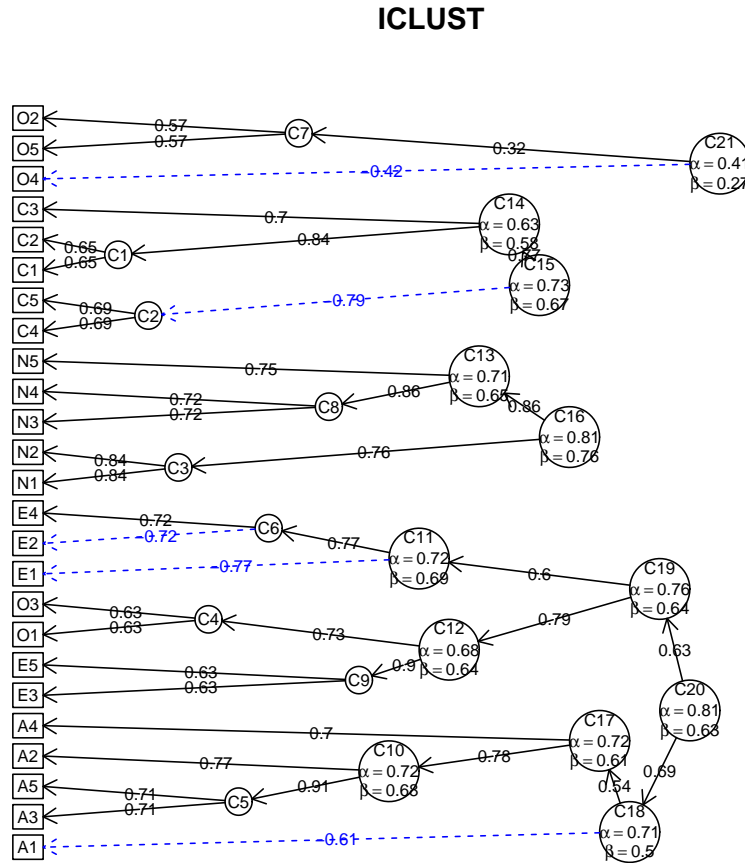 ICLUST
O2
O5
O4
C3
C2
C1
C5
C4
N5
N4
N3
N2
N1
E4
E2
E1
O3
O1
E5
E3
A4
A2
A5
A3
A1
0.57
0.57
C7
0.32
−0.42
C21
α = 0.41
β = 0.27
0.7
0.65
0.65
C1
0.84
C14
α = 0.63
β = 0.58
0.77
0.69
0.69
C2
−0.79
C15
α = 0.73
β = 0.67
0.75
0.72
0.72
C8
0.86
C13
α = 0.71
β = 0.65
0.86
0.84
0.84
C3
0.76
C16
α = 0.81
β = 0.76
0.72
−0.72
C6
0.77
−0.77
C11
α = 0.72
β = 0.69
0.6
C19
α = 0.76
β = 0.64
0.63
0.63
C4
0.73
C12
α = 0.68
β = 0.64
0.79
0.63
0.63
C9
0.9
0.63
C20
α = 0.81
β = 0.63
0.69
0.7
C17
α = 0.72
β = 0.61
0.77
C10
α = 0.72
β = 0.68
0.78
0.71
0.71
C5
0.91
0.54
−0.61
C18
α = 0.71
β = 0.5